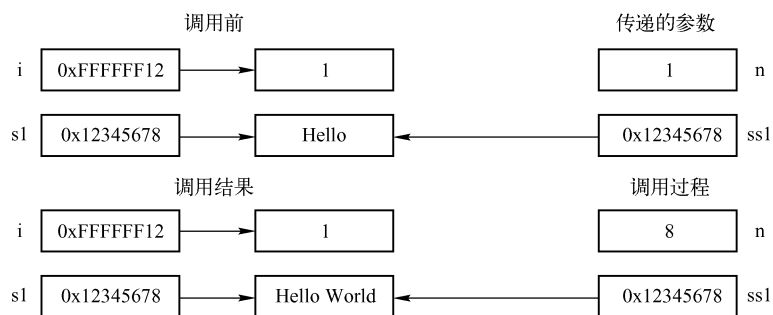 调用前 传递的参数
i 0xFFFFFF12 1 1 n
s1 0x12345678 Hello 0x12345678 ss1
调用结果 调用过程
i 0xFFFFFF12 1 8 n
s1 0x12345678 Hello World 0x12345678 ss1